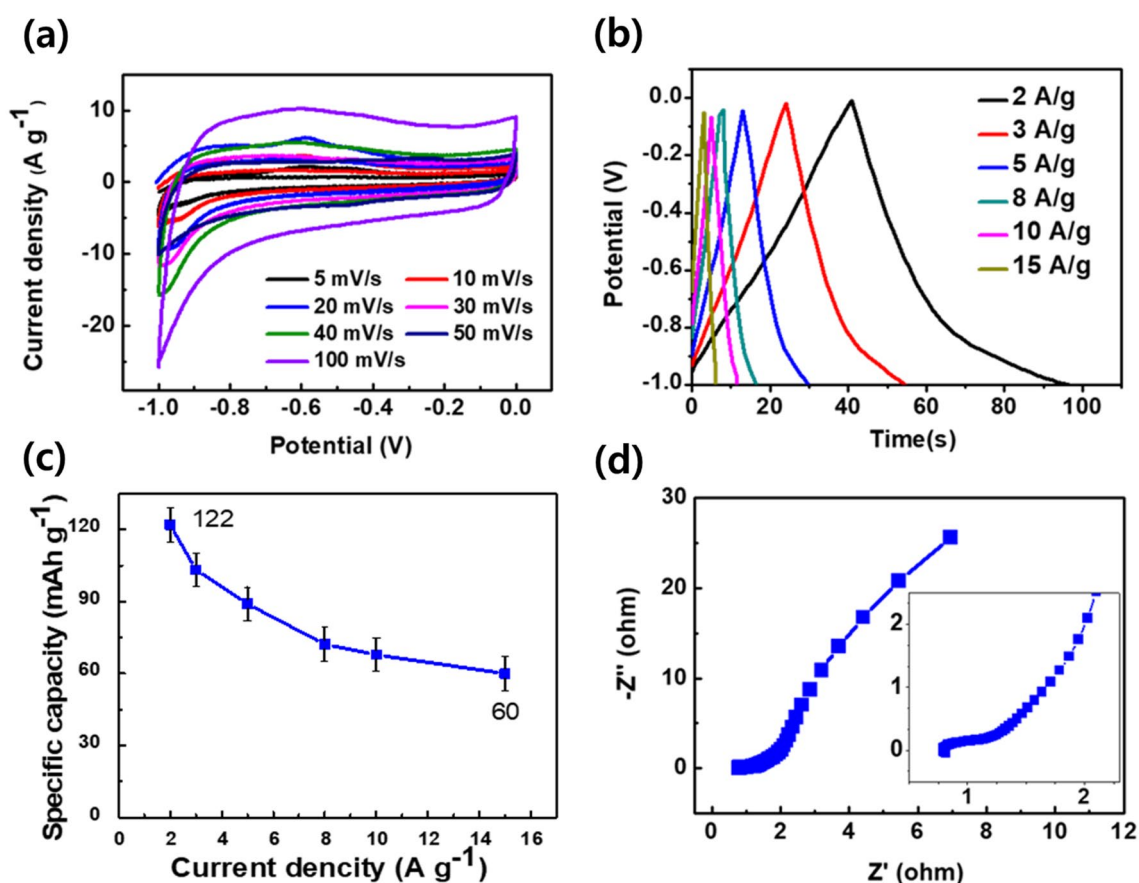 (a)
Current density (A g-1)
10
0
-10
-20
5 mV/s
10 mV/s
20 mV/s
30 mV/s
40 mV/s
50 mV/s
100 mV/s
-1.0
-0.8
-0.6
-0.4
-0.2
0.0
Potential (V)
(b)
Potential (V)
0.0
-0.2
-0.4
-0.6
-0.8
-1.0
2 A/g
3 A/g
5 A/g
8 A/g
10 A/g
15 A/g
0
20
40
60
80
100
Time(s)
(c)
Specific capacity (mAh g-1)
120
90
60
30
0
122
60
0
2
4
6
8
10
12
14
16
Current dencity (A g-1)
(d)
-Z" (ohm)
30
20
10
0
2
1
0
1
2
0
2
4
6
8
10
12
Z' (ohm)